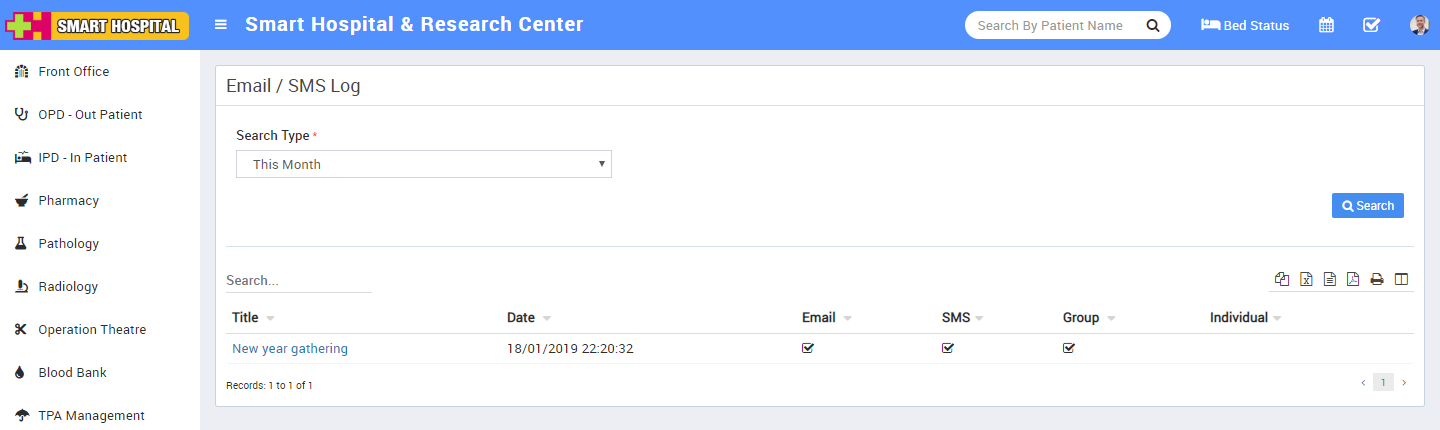 SMART HOSPITAL
Smart Hospital & Research Center
Search By Patient Name
Bed Status
Front Office
OPD - Out Patient
IPD - In Patient
Pharmacy
Pathology
Radiology
Operation Theatre
Blood Bank
TPA Management
Email / SMS Log
Search Type *
This Month
Search
Search...
Title Date Email SMS Group Individual
New year gathering 18/01/2019 22:20:32
Records: 1 to 1 of 1
‹ 1 ›